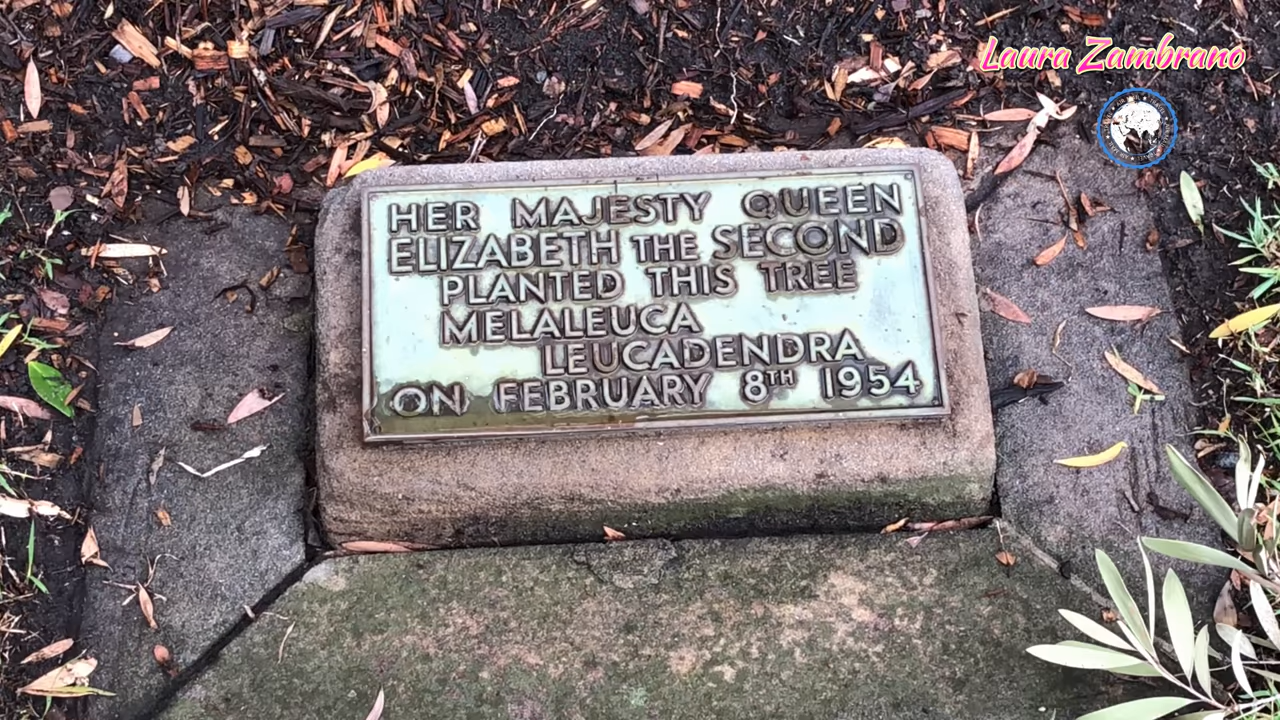 Laura Zambrano
HER MAJESTY QUEEN
ELIZABETH THE SECOND
PLANTED THIS TREE
MELALEUCA
LEUCADENDRA
ON FEBRUARY 8TH 1954